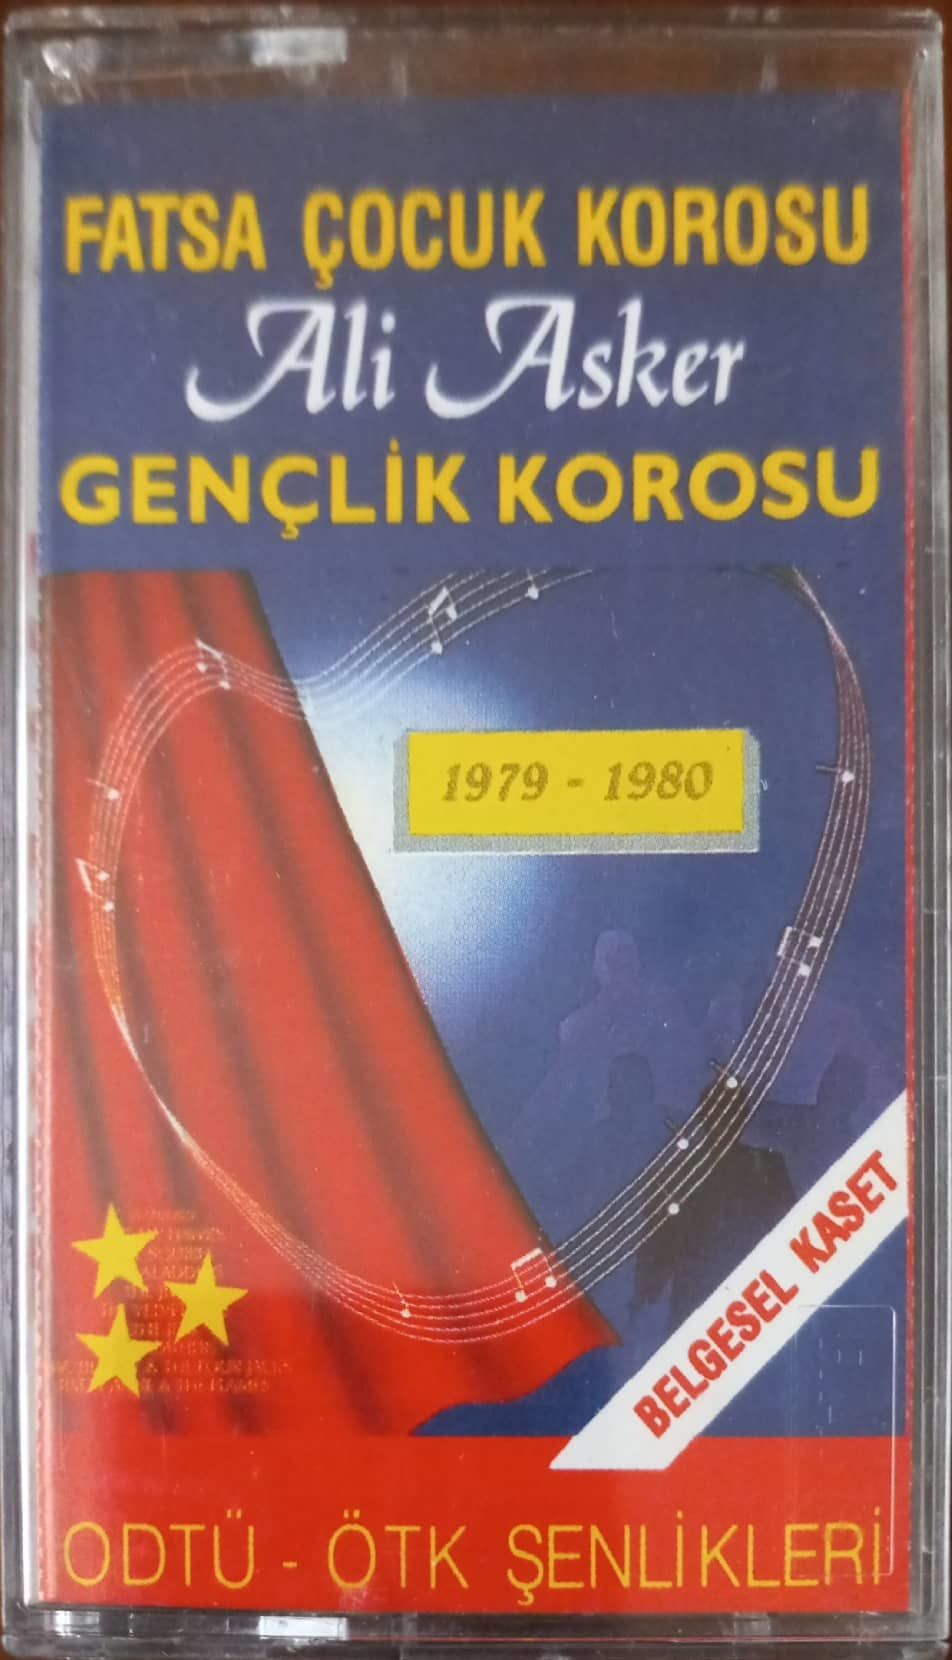 FATSA ÇOCUK KOROSU
Ali Asker
GENÇLİK KOROSU
1979 - 1980
BELGESEL KASET
ODTÜ - ÖTK ŞENLİKLERİ